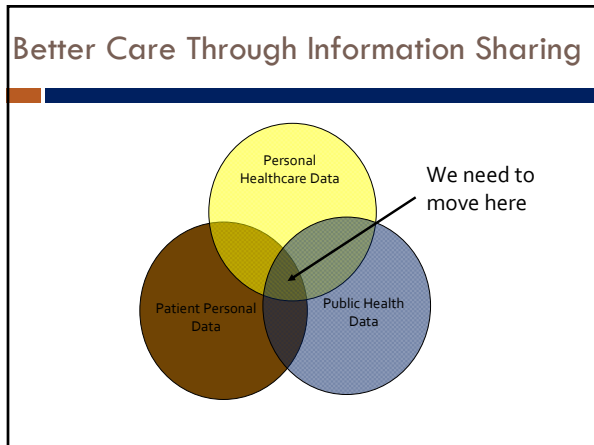 Better Care Through Information Sharing
Personal
Healthcare Data
We need to
move here
Patient Personal
Data
Public Health
Data